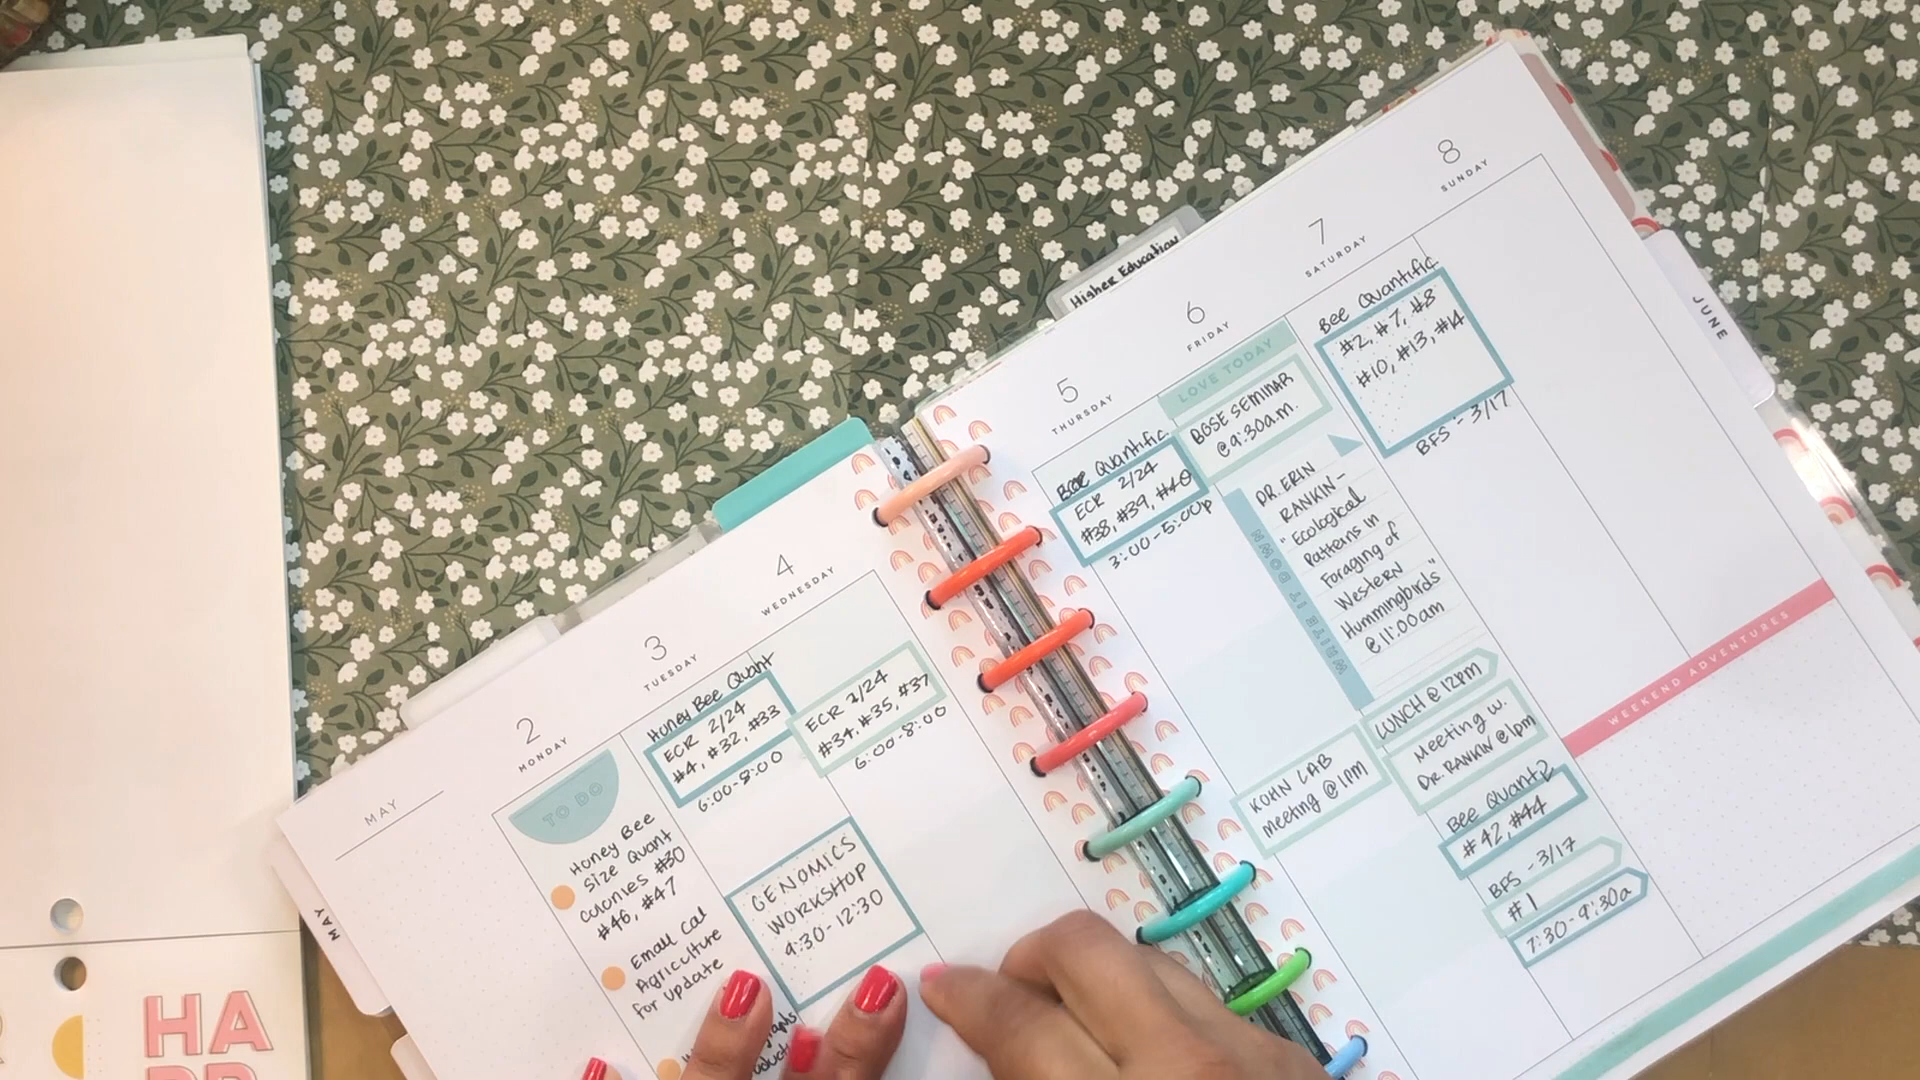 MAY
MAY
2
MONDAY
TO DO
Honey Bee
Size Quant
colonies #30
#46, #47
Email Cal
Agriculture
for update
3
TUESDAY
Honey Bee Quant
ECR 2/24
#4, #32, #33
6:00-8:00
GENOMICS
WORKSHOP
9:30-12:30
4
WEDNESDAY
ECR 2/24
#34, #35, #37
6:00-8:00
Higher Education
5
THURSDAY
Bee Quantific
ECR 2/24
#38, #39, #40
3:00-5:00p
KOHN LAB
meeting @ 1PM
6
FRIDAY
LOVE TODAY
BGSE SEMINAR
@ 9:30a.m.
WRITE IT DOWN
DR. ERIN
RANKIN -
"Ecological
Patterns in
Foraging of
Western
Hummingbirds"
@ 11:00am
LUNCH @ 12pm
Meeting w.
DR. RANKIN @ 1pm
Bee Quant
#42, #44
BFS - 3/17
#1
7:30-9:30a
7
SATURDAY
Bee Quantific
#2, #7, #8
#10, #13, #14
BFS - 3/17
8
SUNDAY
WEEKEND ADVENTURES
JUNE
HA